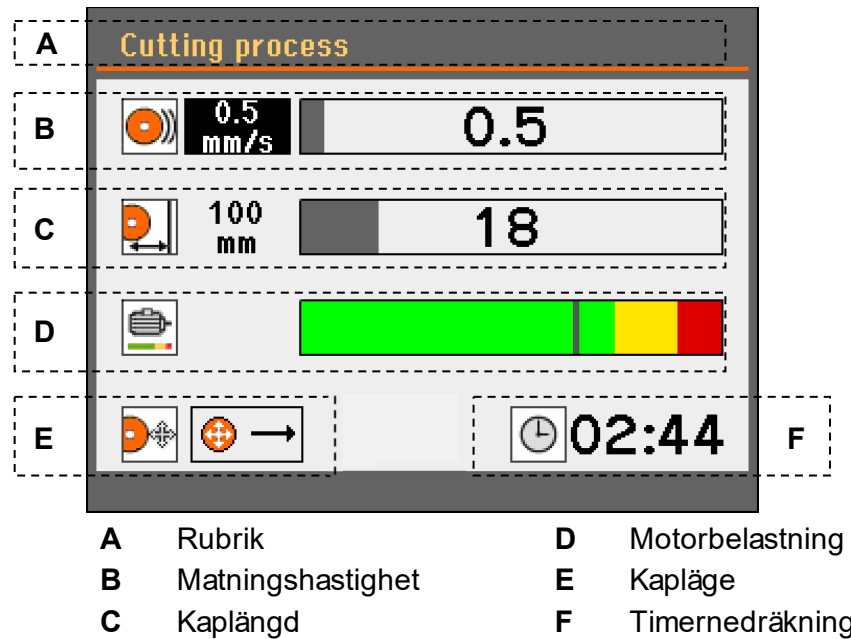 A
Cutting process
B
0.5
mm/s
0.5
C
100
mm
18
D
E
02:44
F
A Rubrik
D Motorbelastning
B Matningshastighet
E Kapläge
C Kaplängd
F Timernedräkning